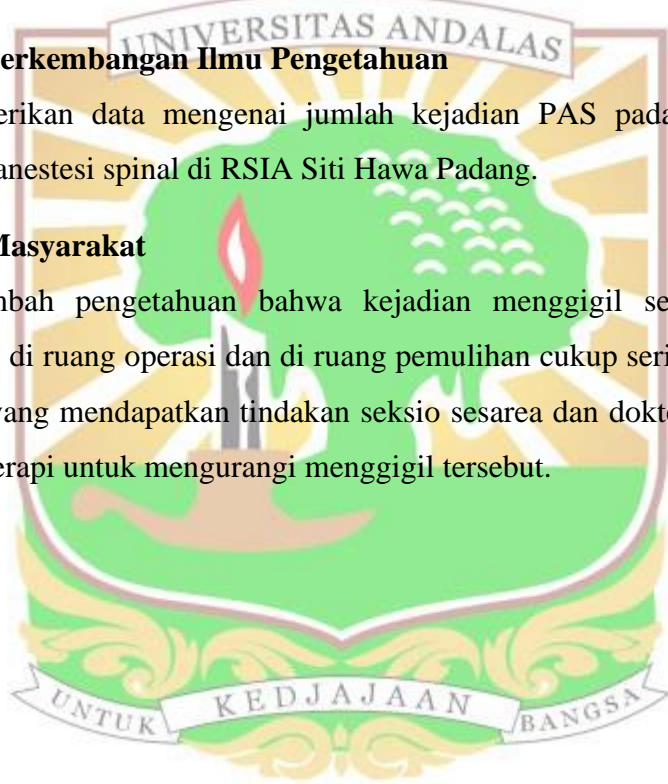 UNIVERSITAS ANDALAS
erkembangan Ilmu Pengetahuan
erikan data mengenai jumlah kejadian PAS pada
anestesi spinal di RSIA Siti Hawa Padang.
Masyarakat
mbah pengetahuan bahwa kejadian menggigil se
di ruang operasi dan di ruang pemulihan cukup seri
yang mendapatkan tindakan seksio sesarea dan dokte
erapi untuk mengurangi menggigil tersebut.
UNTUK KEDJAJAAN BANGSA